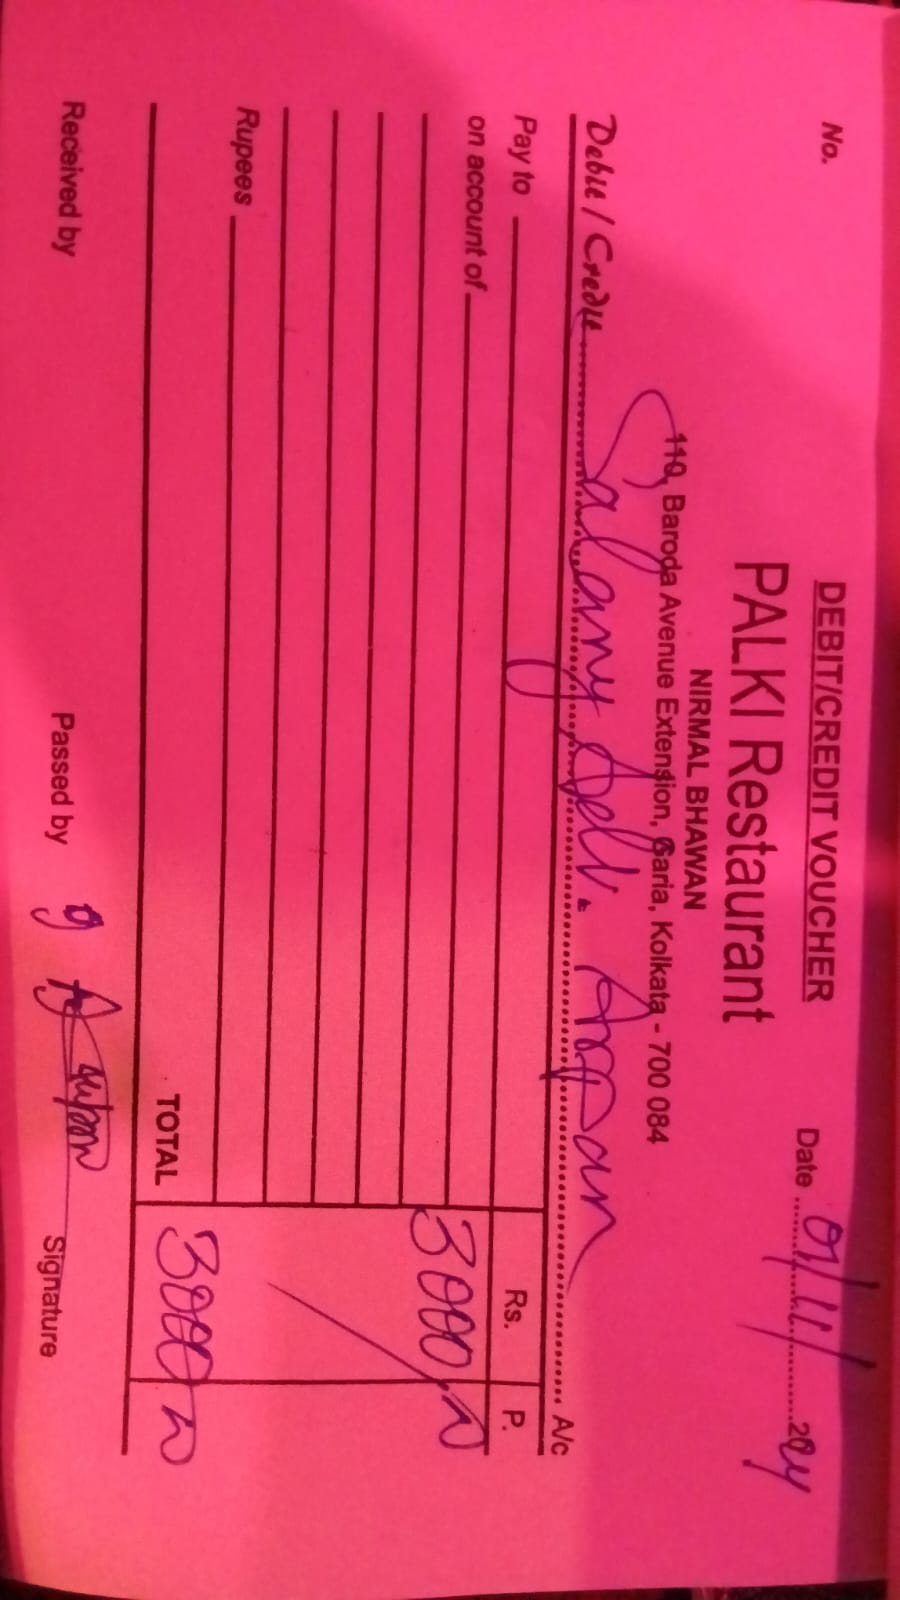 DEBIT/CREDIT VOUCHER
No.
PALKI Restaurant
Date 01/11/2024
NIRMAL BHAWAN
110, Baroda Avenue Extension, Garia, Kolkata - 700 084
Debit / Credit Salary Adv. Arpan A/c
Pay to
Rs. P.
on account of
3000/-
Rupees
TOTAL 3000/-
Received by Passed by Signature